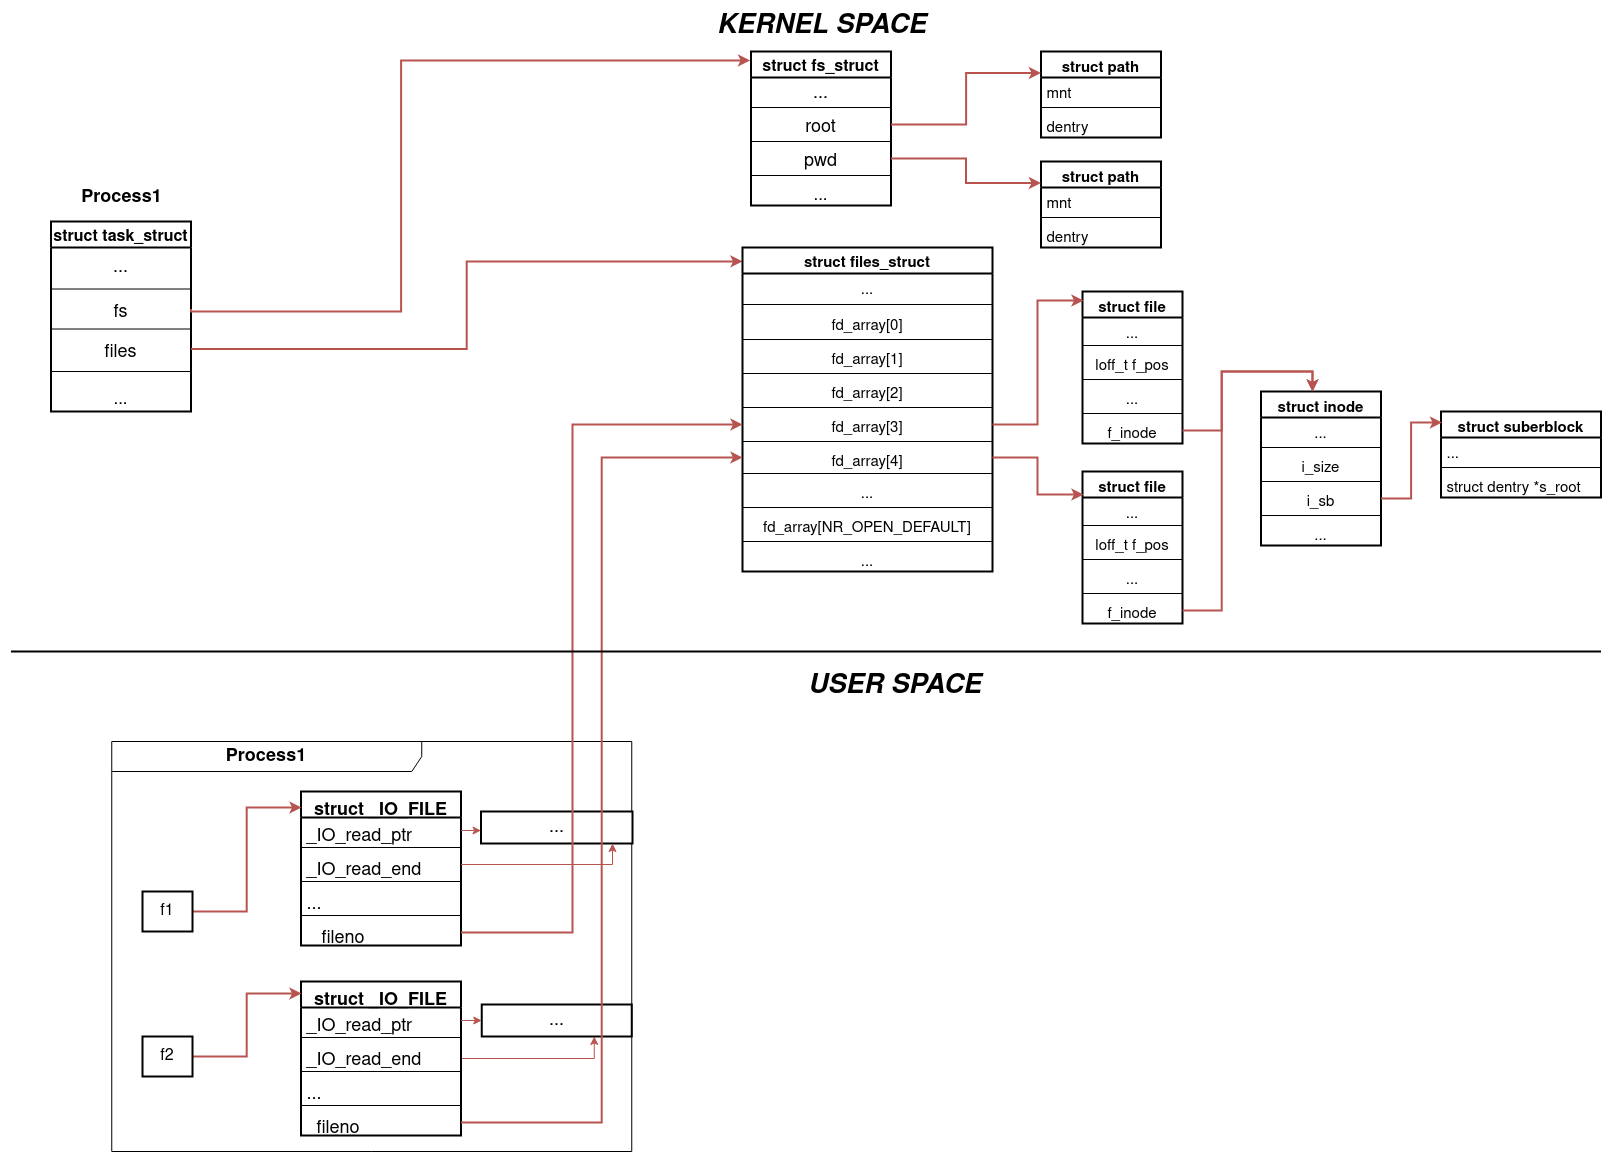 KERNEL SPACE
struct fs_struct
...
root
pwd
...
struct path
mnt
dentry
struct path
mnt
dentry
Process1
struct task_struct
...
fs
files
...
struct files_struct
...
fd_array[0]
fd_array[1]
fd_array[2]
fd_array[3]
fd_array[4]
...
fd_array[NR_OPEN_DEFAULT]
...
struct file
...
loff_t f_pos
...
f_inode
struct file
...
loff_t f_pos
...
f_inode
struct inode
...
i_size
i_sb
...
struct suberblock
...
struct dentry *s_root
USER SPACE
Process1
f1
struct _IO_FILE
_IO_read_ptr
_IO_read_end
...
_fileno
...
f2
struct _IO_FILE
_IO_read_ptr
_IO_read_end
...
_fileno
...